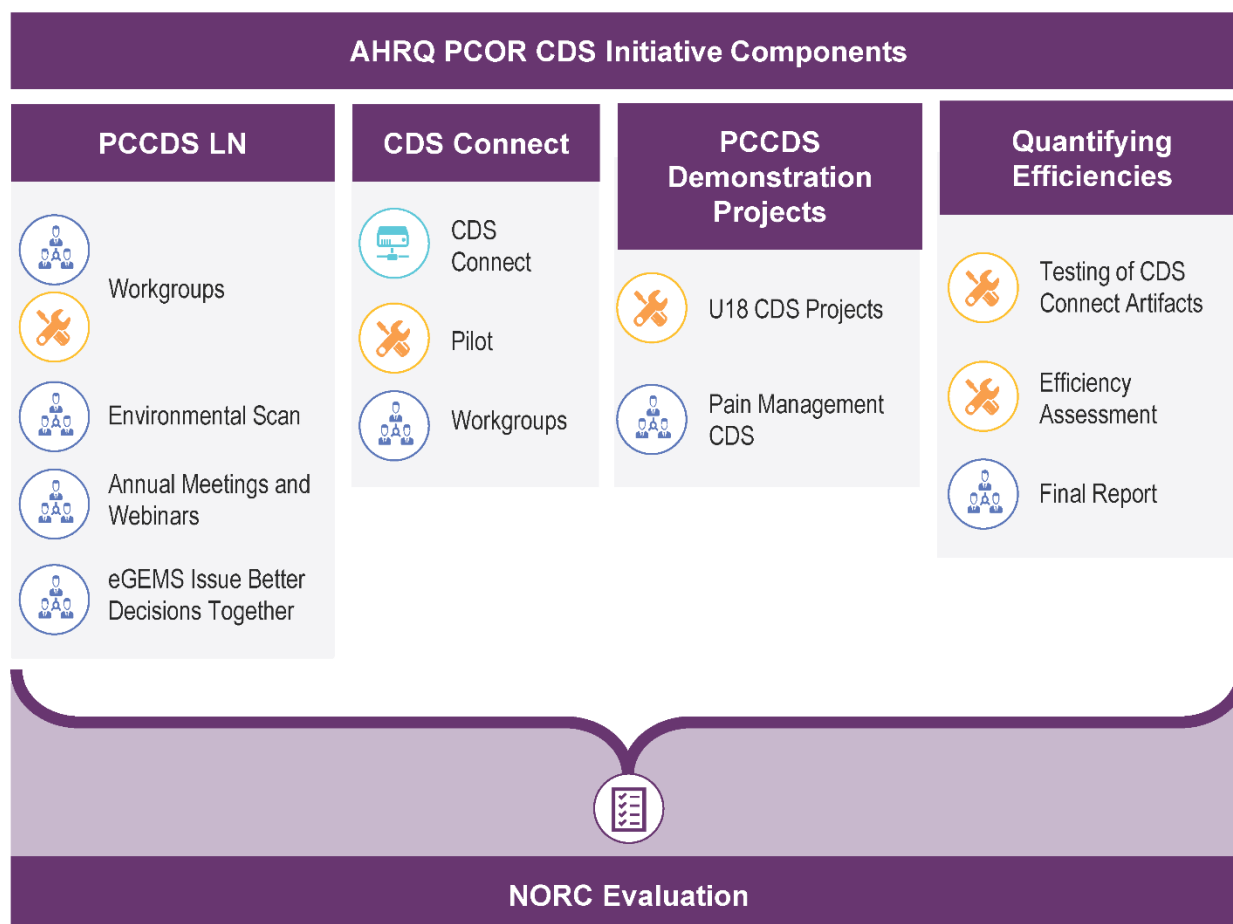 AHRQ PCOR CDS Initiative Components
PCCDS LN
Workgroups
Environmental Scan
Annual Meetings and
Webinars
eGEMS Issue Better
Decisions Together
CDS Connect
CDS
Connect
Pilot
Workgroups
PCCDS
Demonstration
Projects
U18 CDS Projects
Pain Management
CDS
Quantifying
Efficiencies
Testing of CDS
Connect Artifacts
Efficiency
Assessment
Final Report
NORC Evaluation